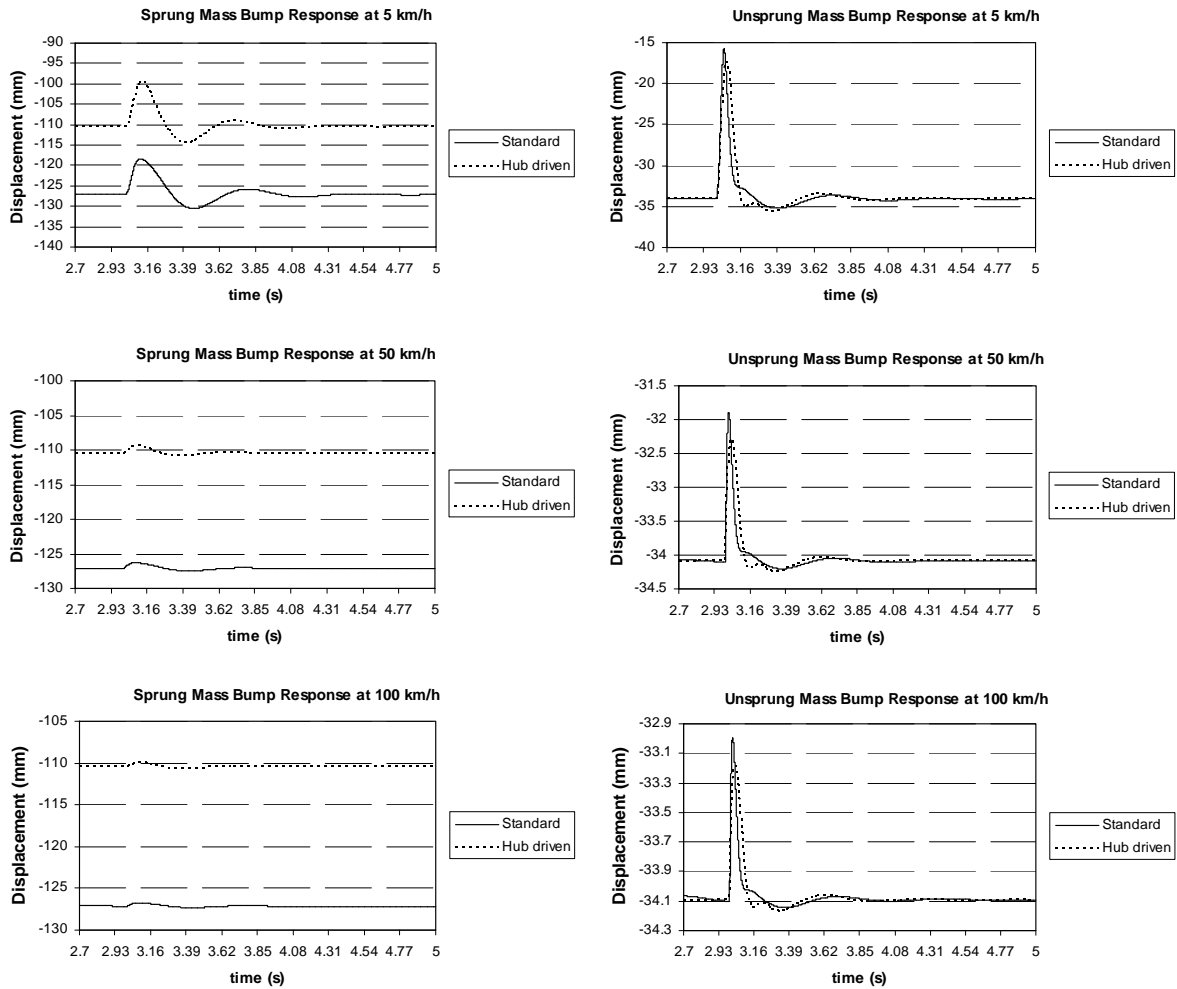 Sprung Mass Bump Response at 5 km/h
-90
-95
-100
-105
-110
-115
-120
-125
-130
-135
-140
Displacement (mm)
2.7 2.93 3.16 3.39 3.62 3.85 4.08 4.31 4.54 4.77 5
time (s)
Standard
Hub driven
Unsprung Mass Bump Response at 5 km/h
-15
-20
-25
-30
-35
-40
Displacement (mm)
2.7 2.93 3.16 3.39 3.62 3.85 4.08 4.31 4.54 4.77 5
time (s)
Standard
Hub driven
Sprung Mass Bump Response at 50 km/h
-100
-105
-110
-115
-120
-125
-130
Displacement (mm)
2.7 2.93 3.16 3.39 3.62 3.85 4.08 4.31 4.54 4.77 5
time (s)
Standard
Hub driven
Unsprung Mass Bump Response at 50 km/h
-31.5
-32
-32.5
-33
-33.5
-34
-34.5
Displacement (mm)
2.7 2.93 3.16 3.39 3.62 3.85 4.08 4.31 4.54 4.77 5
time (s)
Standard
Hub driven
Sprung Mass Bump Response at 100 km/h
-105
-110
-115
-120
-125
-130
Displacement (mm)
2.7 2.93 3.16 3.39 3.62 3.85 4.08 4.31 4.54 4.77 5
time (s)
Standard
Hub driven
Unsprung Mass Bump Response at 100 km/h
-32.9
-33.1
-33.3
-33.5
-33.7
-33.9
-34.1
-34.3
Displacement (mm)
2.7 2.93 3.16 3.39 3.62 3.85 4.08 4.31 4.54 4.77 5
time (s)
Standard
Hub driven